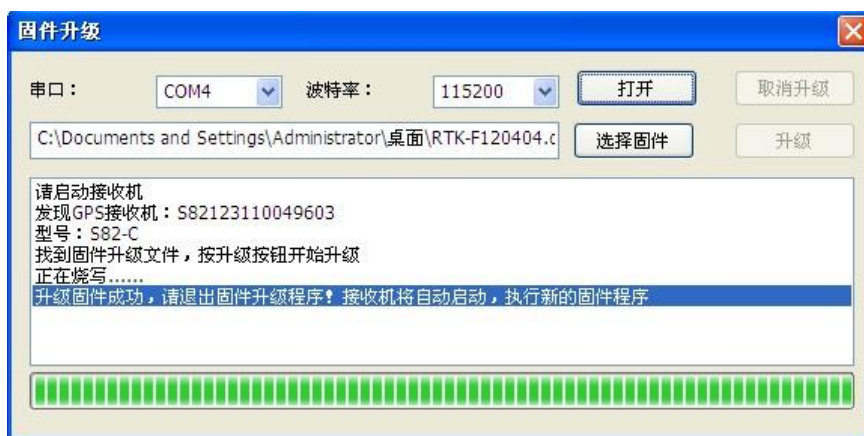 固件升级
串口： COM4 波特率： 115200 打开 取消升级
C:\Documents and Settings\Administrator\桌面\RTK-F120404.c 选择固件 升级
请启动接收机
发现GPS接收机：S82123110049603
型号：S82-C
找到固件升级文件，按升级按钮开始升级
正在烧写......
升级固件成功，请退出固件升级程序！接收机将自动启动，执行新的固件程序